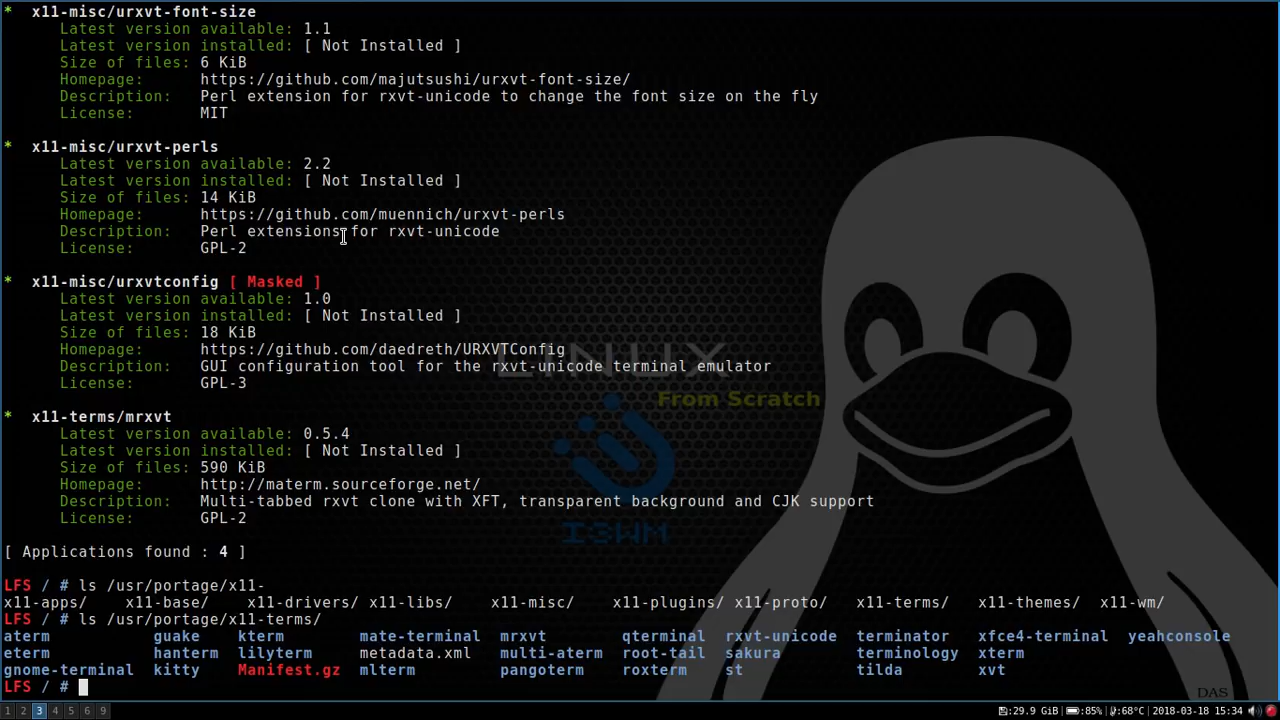 *  x11-misc/urxvt-font-size
Latest version available: 1.1
Latest version installed: [ Not Installed ]
Size of files: 6 KiB
Homepage:      https://github.com/majutsushi/urxvt-font-size/
Description:   Perl extension for rxvt-unicode to change the font size on the fly
License:       MIT
*  x11-misc/urxvt-perls
Latest version available: 2.2
Latest version installed: [ Not Installed ]
Size of files: 14 KiB
Homepage:      https://github.com/muennich/urxvt-perls
Description:   Perl extensions for rxvt-unicode
License:       GPL-2
*  x11-misc/urxvtconfig [ Masked ]
Latest version available: 1.0
Latest version installed: [ Not Installed ]
Size of files: 18 KiB
Homepage:      https://github.com/daedreth/URXVTConfig
Description:   GUI configuration tool for the rxvt-unicode terminal emulator
License:       GPL-3
LINUX
From Scratch
*  x11-terms/mrxvt
Latest version available: 0.5.4
Latest version installed: [ Not Installed ]
Size of files: 590 KiB
Homepage:      http://materm.sourceforge.net/
Description:   Multi-tabbed rxvt clone with XFT, transparent background and CJK support
License:       GPL-2
I3WM
[ Applications found : 4 ]
LFS / # ls /usr/portage/x11-
x11-apps/    x11-base/    x11-drivers/ x11-libs/    x11-misc/    x11-plugins/ x11-proto/   x11-terms/   x11-themes/  x11-wm/
LFS / # ls /usr/portage/x11-terms/
aterm           guake    kterm        mate-terminal  mrxvt        qterminal  rxvt-unicode  terminator   xfce4-terminal  yeahconsole
eterm           hanterm  lilyterm     metadata.xml   multi-aterm  root-tail  sakura        terminology  xterm
gnome-terminal  kitty    Manifest.gz  mlterm         pangoterm    roxterm    st            tilda        xvt
LFS / #
DAS
1 2 3 4 5 6 9 :29.9 GiB | :85% | :68°C | 2018-03-18 15:34